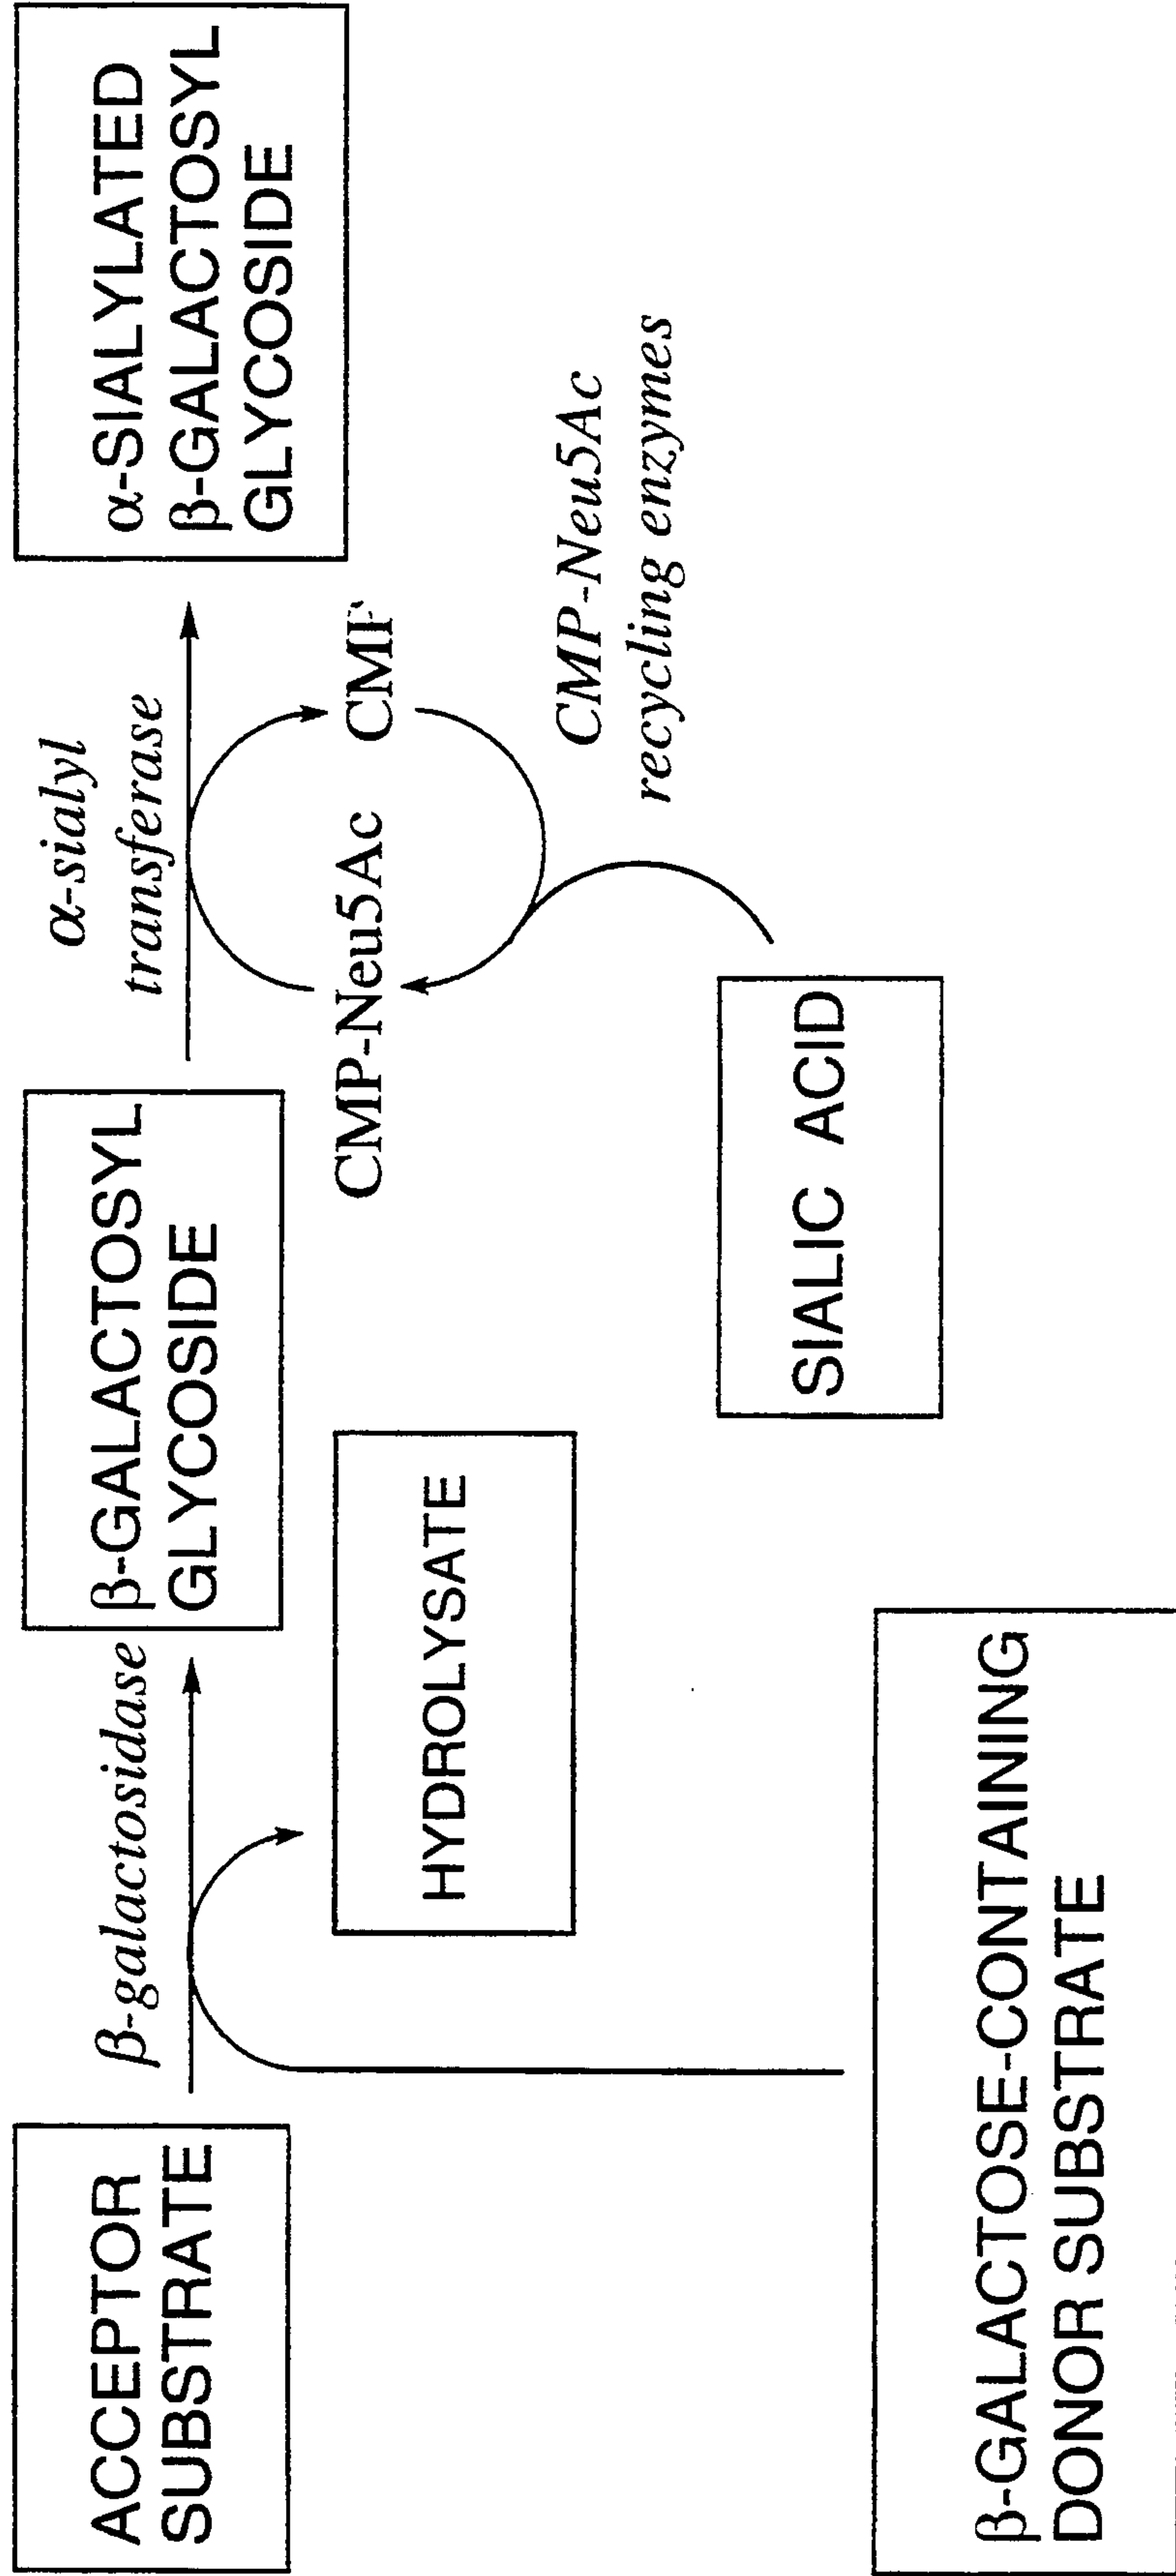 ACCEPTOR
SUBSTRATE
β-galactosidase
β-GALACTOSYL
GLYCOSIDE
α-sialyl
transferase
α-SIALYLATED
β-GALACTOSYL
GLYCOSIDE
HYDROLYSATE
CMP-Neu5Ac
CMP
CMP-Neu5Ac
recycling enzymes
SIALIC ACID
β-GALACTOSE-CONTAINING
DONOR SUBSTRATE